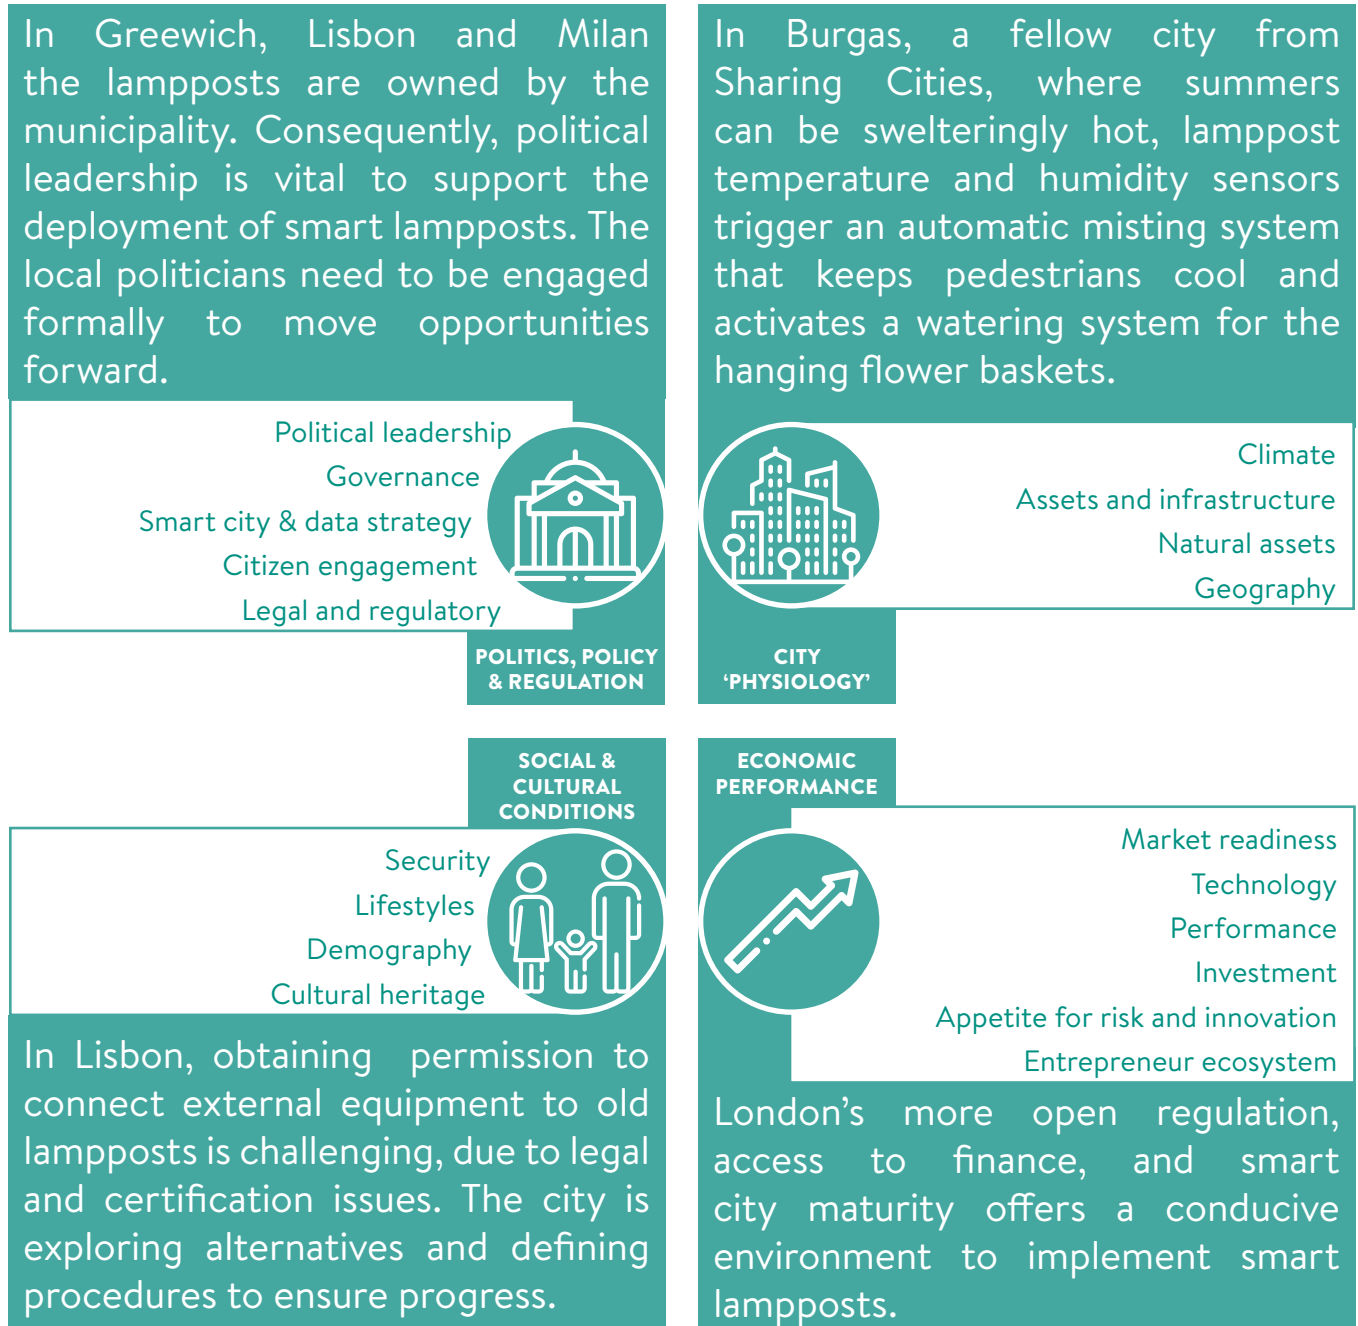 In Greewich, Lisbon and Milan
the lampposts are owned by the
municipality. Consequently, political
leadership is vital to support the
deployment of smart lampposts. The
local politicians need to be engaged
formally to move opportunities
forward.
Political leadership
Governance
Smart city & data strategy
Citizen engagement
Legal and regulatory
POLITICS, POLICY
& REGULATION
In Burgas, a fellow city from
Sharing Cities, where summers
can be swelteringly hot, lamppost
temperature and humidity sensors
trigger an automatic misting system
that keeps pedestrians cool and
activates a watering system for the
hanging flower baskets.
Climate
Assets and infrastructure
Natural assets
Geography
CITY
‘PHYSIOLOGY’
SOCIAL &
CULTURAL
CONDITIONS
Security
Lifestyles
Demography
Cultural heritage
In Lisbon, obtaining permission to
connect external equipment to old
lampposts is challenging, due to legal
and certification issues. The city is
exploring alternatives and defining
procedures to ensure progress.
ECONOMIC
PERFORMANCE
Market readiness
Technology
Performance
Investment
Appetite for risk and innovation
Entrepreneur ecosystem
London’s more open regulation,
access to finance, and smart
city maturity offers a conducive
environment to implement smart
lampposts.